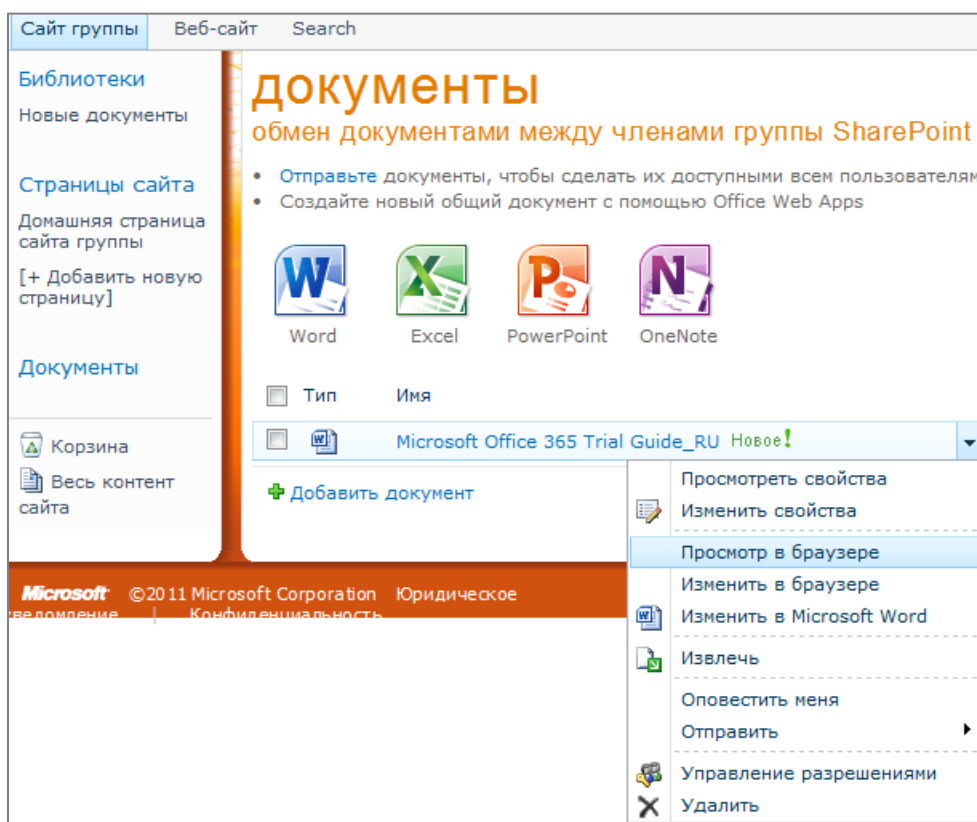 Сайт группы Веб-сайт Search
Библиотеки
Новые документы
Страницы сайта
Домашняя страница
сайта группы
[+ Добавить новую
страницу]
Документы
Корзина
Весь контент
сайта
документы
обмен документами между членами группы SharePoint
• Отправьте документы, чтобы сделать их доступными всем пользователям
• Создайте новый общий документ с помощью Office Web Apps
Word Excel PowerPoint OneNote
Тип Имя
Microsoft Office 365 Trial Guide_RU Новое!
Добавить документ
Просмотреть свойства
Изменить свойства
Просмотр в браузере
Изменить в браузере
Изменить в Microsoft Word
Извлечь
Оповестить меня
Отправить
Управление разрешениями
Удалить
Microsoft ©2011 Microsoft Corporation Юридическое
уведомление | Конфиденциальность